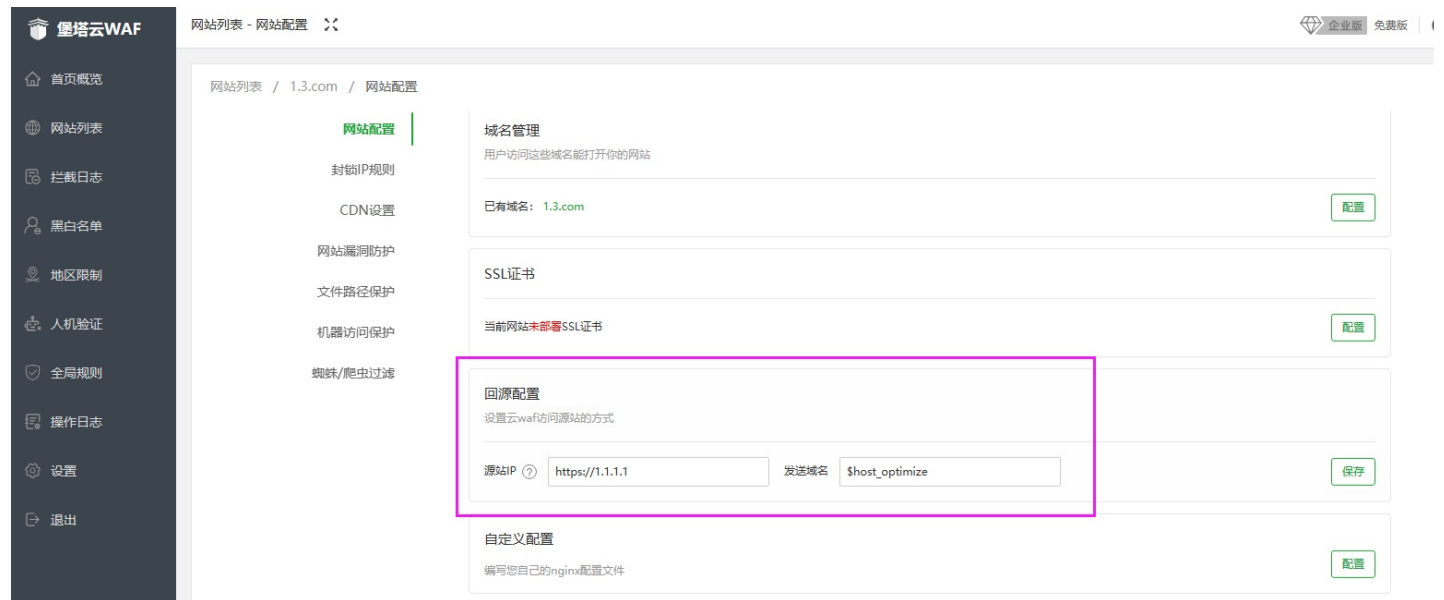 堡塔云WAF
网站列表 - 网站配置
企业版 免费版
首页概览
网站列表
拦截日志
黑白名单
地区限制
人机验证
全局规则
操作日志
设置
退出
网站列表 / 1.3.com / 网站配置
网站配置
封锁IP规则
CDN设置
网站漏洞防护
文件路径保护
机器访问保护
蜘蛛/爬虫过滤
域名管理
用户访问这些域名能打开你的网站
已有域名: 1.3.com 配置
SSL证书
当前网站未部署SSL证书 配置
回源配置
设置云waf访问源站的方式
源站IP ? https://1.1.1.1 发送域名 $host_optimize 保存
自定义配置
编写您自己的nginx配置文件 配置